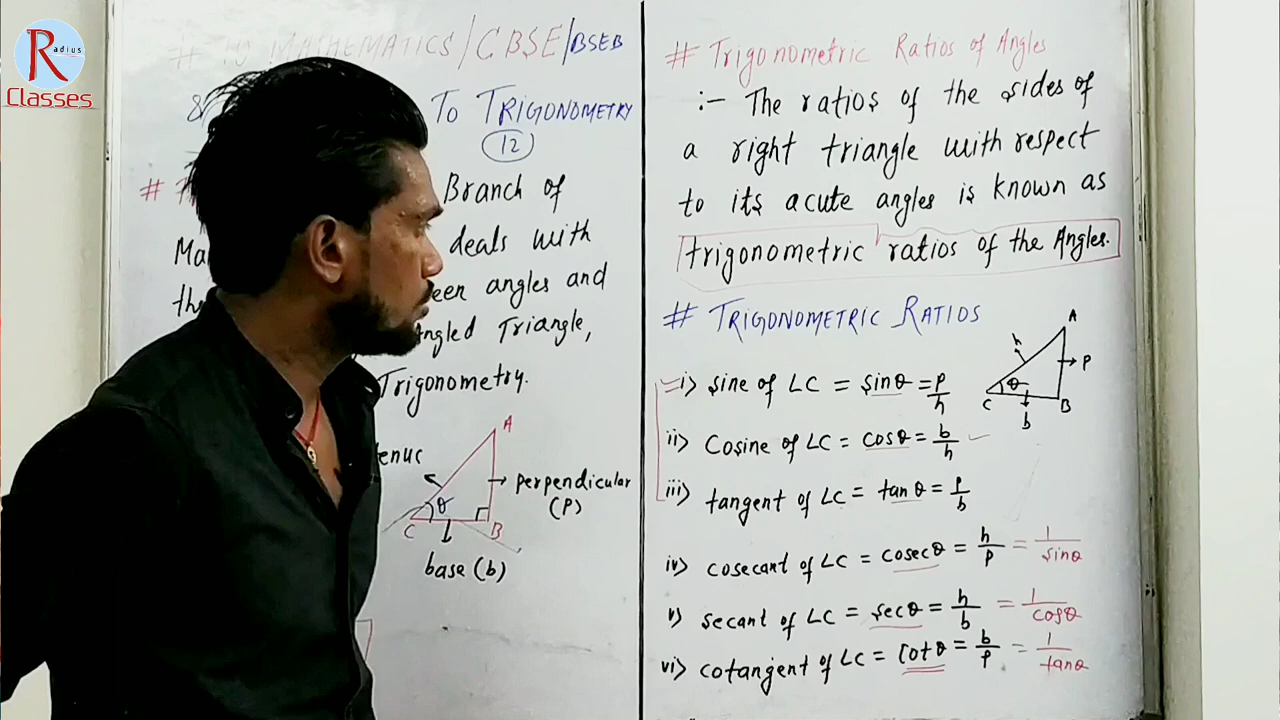 Radius
Classes
# MATHEMATICS/CBSE/BSEB
TO TRIGONOMETRY
12
# Branch of
deals with
angles and
Triangle,
Trigonometry.
A
θ
perpendicular
(P)
C
B
base (b)
# Trigonometric Ratios of Angles
:- The ratios of the sides of
a right triangle with respect
to its acute angles is known as
trigonometric ratios of the Angles.
# TRIGONOMETRIC RATIOS
A
h
P
θ
C
B
b
i) sine of ∠C = sinθ = P/h
ii) Cosine of ∠C = cosθ = b/h
iii) tangent of ∠C = tanθ = P/b
iv) cosecant of ∠C = cosecθ = h/P = 1/sinθ
v) secant of ∠C = secθ = h/b = 1/cosθ
vi) cotangent of ∠C = Cotθ = b/P = 1/tanθ